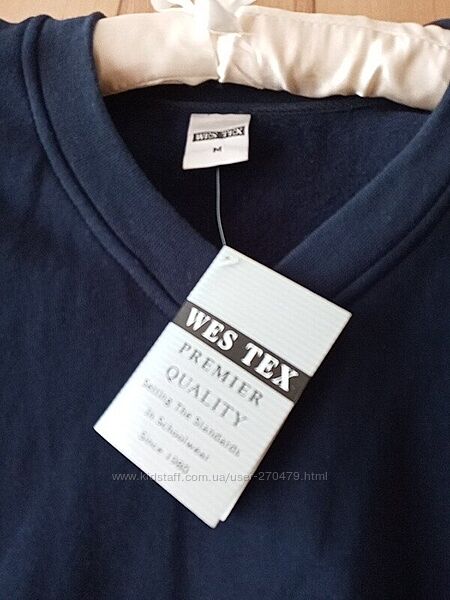 WES TEX
M
WES TEX
PREMIER
QUALITY
Setting The Standards
In Schoolwear
Since 1980
www.kidstaff.com.ua/user-270479.html